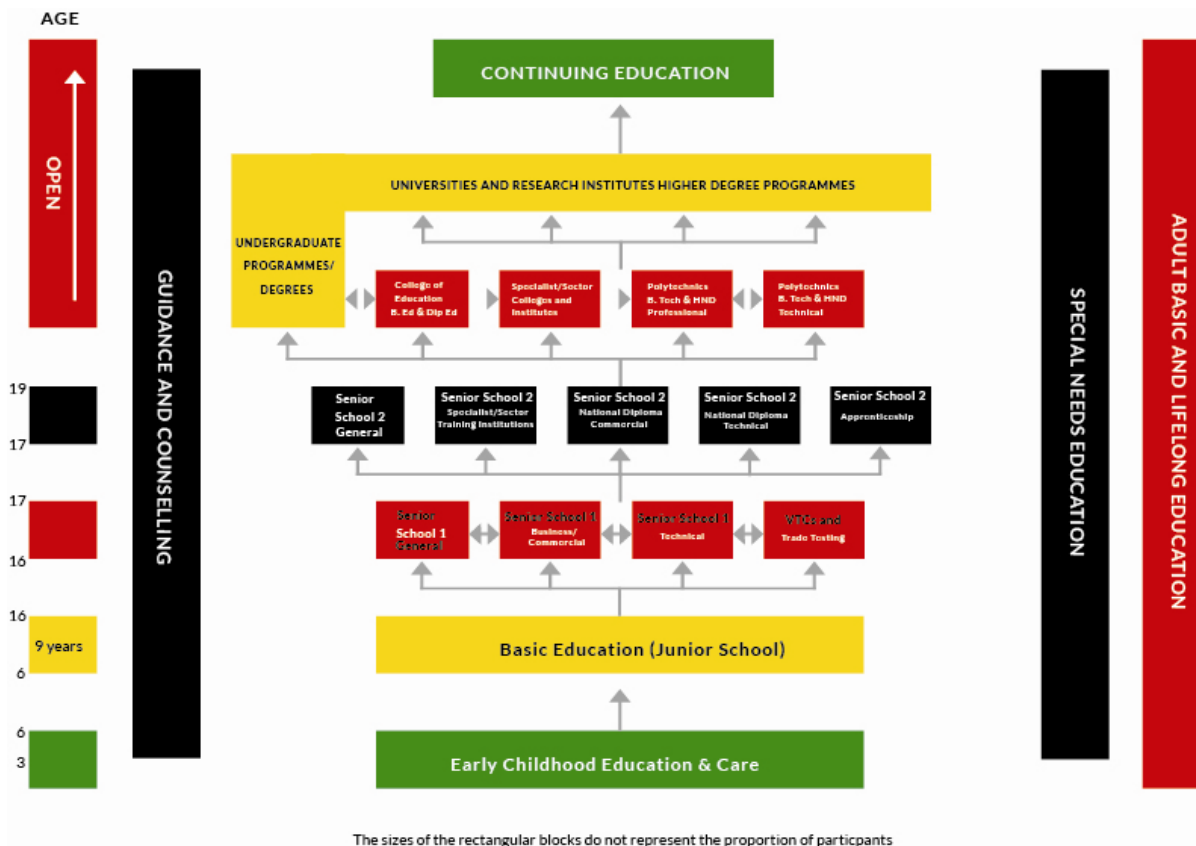 AGE
OPEN
19
17
17
16
16
9 years
6
6
3
GUIDANCE AND COUNSELLING
CONTINUING EDUCATION
UNIVERSITIES AND RESEARCH INSTITUTES HIGHER DEGREE PROGRAMMES
UNDERGRADUATE
PROGRAMMES/
DEGREES
College of
Education
B. Ed & Dip Ed
Specialist/Sector
Colleges and
Institutes
Polytechnics
B. Tech & HND
Professional
Polytechnics
B. Tech & HND
Technical
Senior
School 2
General
Senior School 2
Specialist/Sector
Training Institutions
Senior School 2
National Diploma
Commercial
Senior School 2
National Diploma
Technical
Senior School 2
Apprenticeship
Senior
School 1
General
Senior School 1
Business/
Commercial
Senior School 1
Technical
VTCs and
Trade Testing
Basic Education (Junior School)
Early Childhood Education & Care
SPECIAL NEEDS EDUCATION
ADULT BASIC AND LIFELONG EDUCATION
The sizes of the rectangular blocks do not represent the proportion of particpants